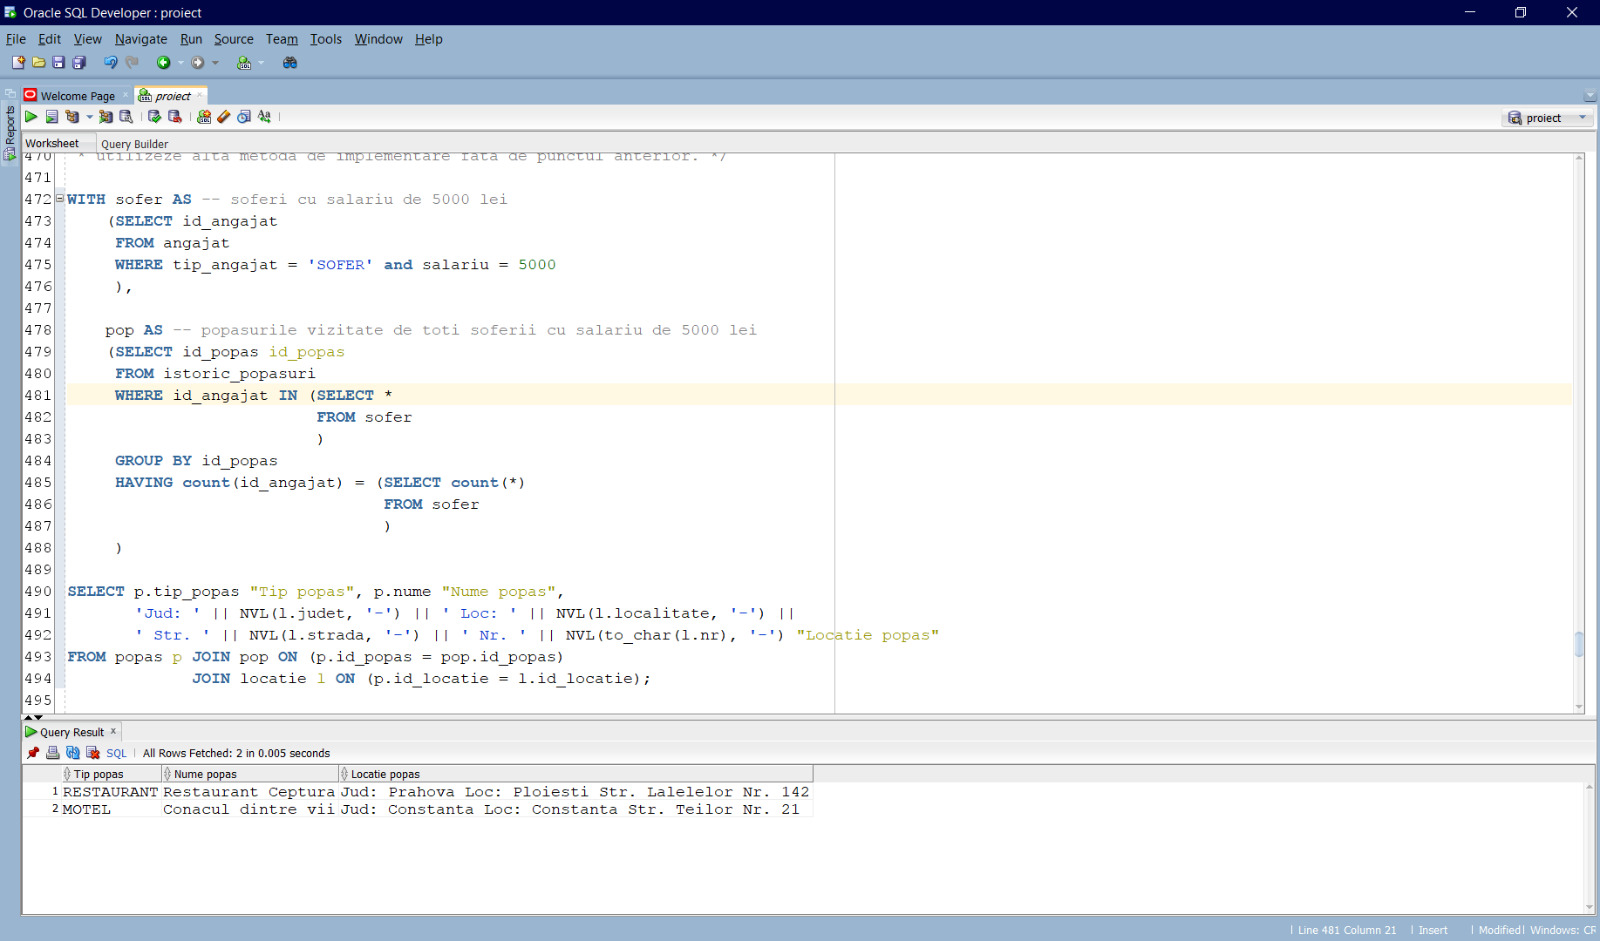 Oracle SQL Developer : proiect
File Edit View Navigate Run Source Team Tools Window Help
Reports
Welcome Page
proiect
proiect
Worksheet Query Builder
470 * utilizeze alta metoda de implementare fata de punctul anterior. */
471
472 WITH sofer AS -- soferi cu salariu de 5000 lei
473 (SELECT id_angajat
474 FROM angajat
475 WHERE tip_angajat = 'SOFER' and salariu = 5000
476 ),
477
478 pop AS -- popasurile vizitate de toti soferii cu salariu de 5000 lei
479 (SELECT id_popas id_popas
480 FROM istoric_popasuri
481 WHERE id_angajat IN (SELECT *
482 FROM sofer
483 )
484 GROUP BY id_popas
485 HAVING count(id_angajat) = (SELECT count(*)
486 FROM sofer
487 )
488 )
489
490 SELECT p.tip_popas "Tip popas", p.nume "Nume popas",
491 'Jud: ' || NVL(l.judet, '-') || ' Loc: ' || NVL(l.localitate, '-') ||
492 ' Str. ' || NVL(l.strada, '-') || ' Nr. ' || NVL(to_char(l.nr), '-') "Locatie popas"
493 FROM popas p JOIN pop ON (p.id_popas = pop.id_popas)
494 JOIN locatie l ON (p.id_locatie = l.id_locatie);
495
Query Result
SQL All Rows Fetched: 2 in 0.005 seconds
Tip popas Nume popas Locatie popas
1 RESTAURANT Restaurant Ceptura Jud: Prahova Loc: Ploiesti Str. Lalelelor Nr. 142
2 MOTEL Conacul dintre vii Jud: Constanta Loc: Constanta Str. Teilor Nr. 21
Line 481 Column 21 Insert Modified Windows: CR